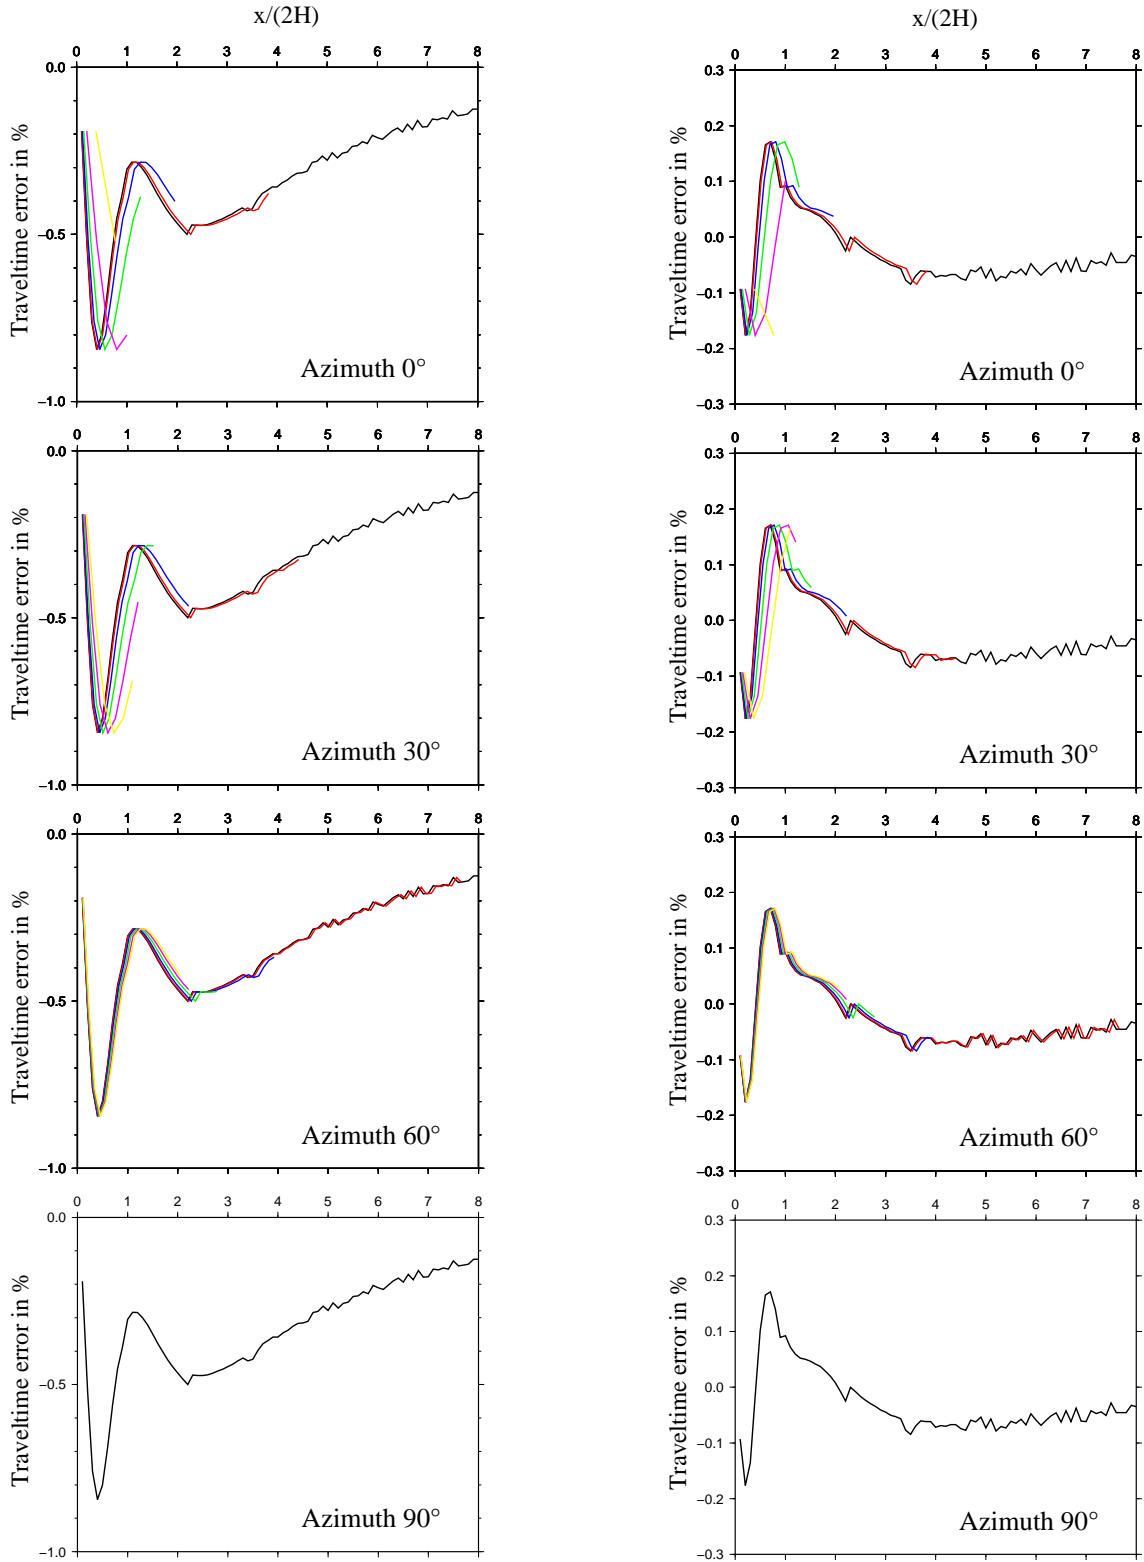 x/(2H) x/(2H)
0 1 2 3 4 5 6 7 8 0 1 2 3 4 5 6 7 8
0.0 0.3
0.2
0.1
Traveltime error in % Traveltime error in %
−0.5 0.0
−0.1
−0.2
Azimuth 0° Azimuth 0°
−1.0 −0.3
0 1 2 3 4 5 6 7 8 0 1 2 3 4 5 6 7 8
0.0 0.3
0.2
0.1
Traveltime error in % Traveltime error in %
−0.5 0.0
−0.1
−0.2
Azimuth 30° Azimuth 30°
−1.0 −0.3
0 1 2 3 4 5 6 7 8 0 1 2 3 4 5 6 7 8
0.0 0.3
0.2
0.1
Traveltime error in % Traveltime error in %
−0.5 0.0
−0.1
−0.2
Azimuth 60° Azimuth 60°
−1.0 −0.3
0 1 2 3 4 5 6 7 8 0 1 2 3 4 5 6 7 8
0.0 0.3
0.2
0.1
Traveltime error in % Traveltime error in %
−0.5 0.0
−0.1
−0.2
Azimuth 90° Azimuth 90°
−1.0 −0.3